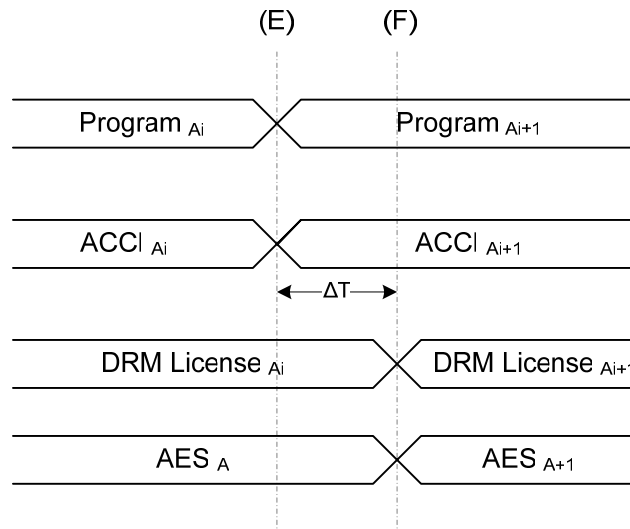 (E) (F)
Program Ai Program Ai+1
ACCI Ai ACCI Ai+1
ΔT
DRM License Ai DRM License Ai+1
AES A AES A+1